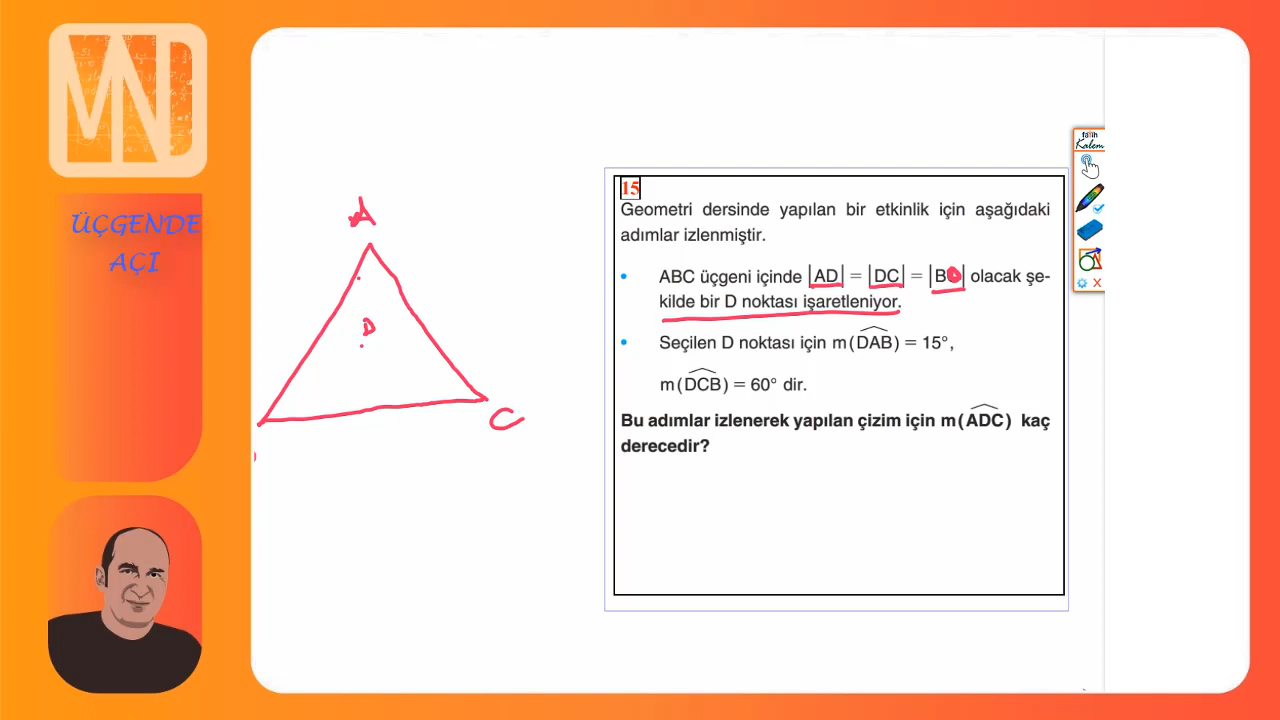 ÜÇGENDE
AÇI
A
D
C
15
Geometri dersinde yapılan bir etkinlik için aşağıdaki
adımlar izlenmiştir.
• ABC üçgeni içinde |AD| = |DC| = |B | olacak şe-
kilde bir D noktası işaretleniyor.
• Seçilen D noktası için m(DAB) = 15°,
m(DCB) = 60° dir.
Bu adımlar izlenerek yapılan çizim için m(ADC) kaç
derecedir?
fatih
Kalem